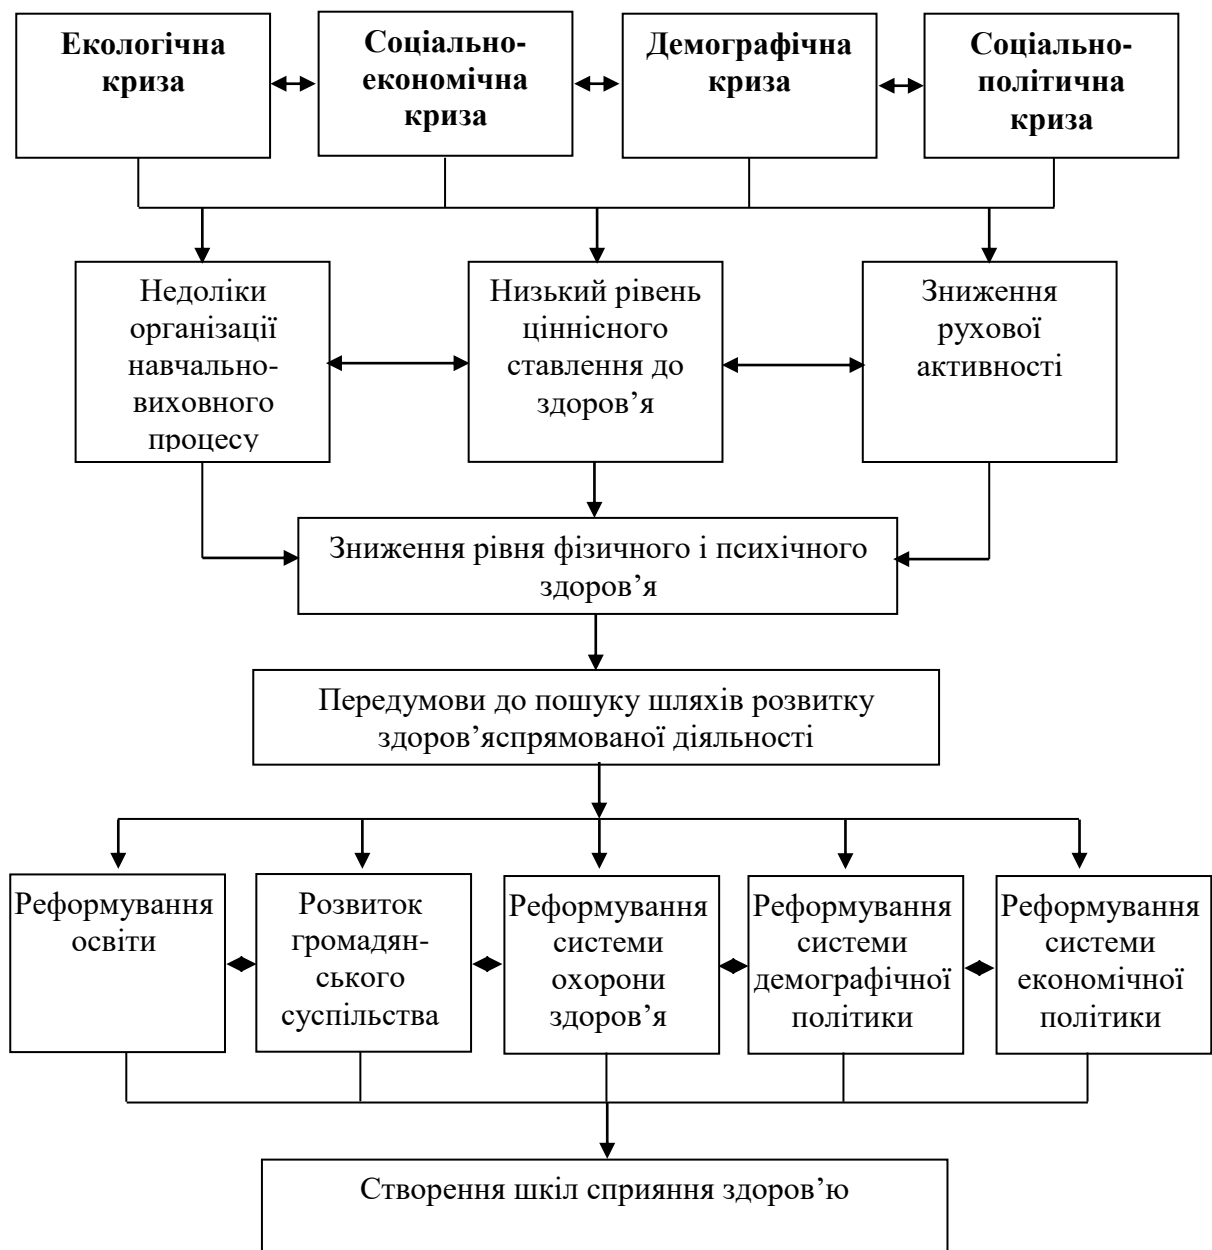 Екологічна
криза
Соціально-
економічна
криза
Демографічна
криза
Соціально-
політична
криза
Недоліки
організації
навчально-
виховного
процесу
Низький рівень
ціннісного
ставлення до
здоров’я
Зниження
рухової
активності
Зниження рівня фізичного і психічного
здоров’я
Передумови до пошуку шляхів розвитку
здоров’яспрямованої діяльності
Реформування
освіти
Розвиток
громадян-
ського
суспільства
Реформування
системи
охорони
здоров’я
Реформування
системи
демографічної
політики
Реформування
системи
економічної
політики
Створення шкіл сприяння здоров’ю